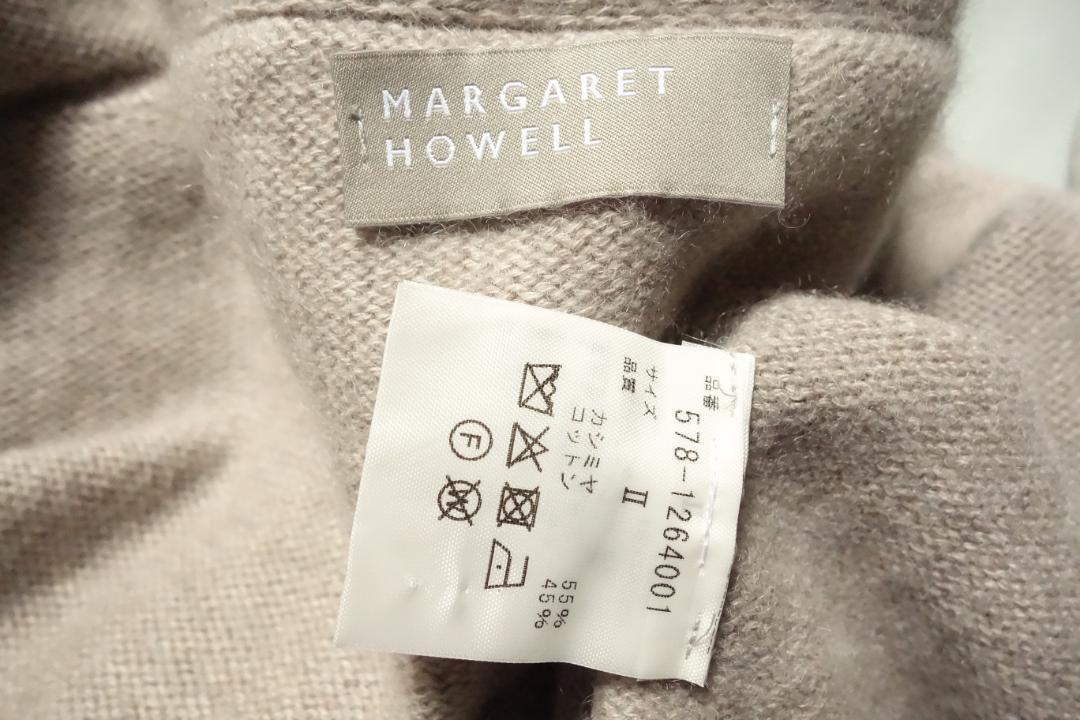 MARGARET
HOWELL
品番 578-1264001
サイズ II
品質
カシミヤ 55%
コットン 45%
F
W